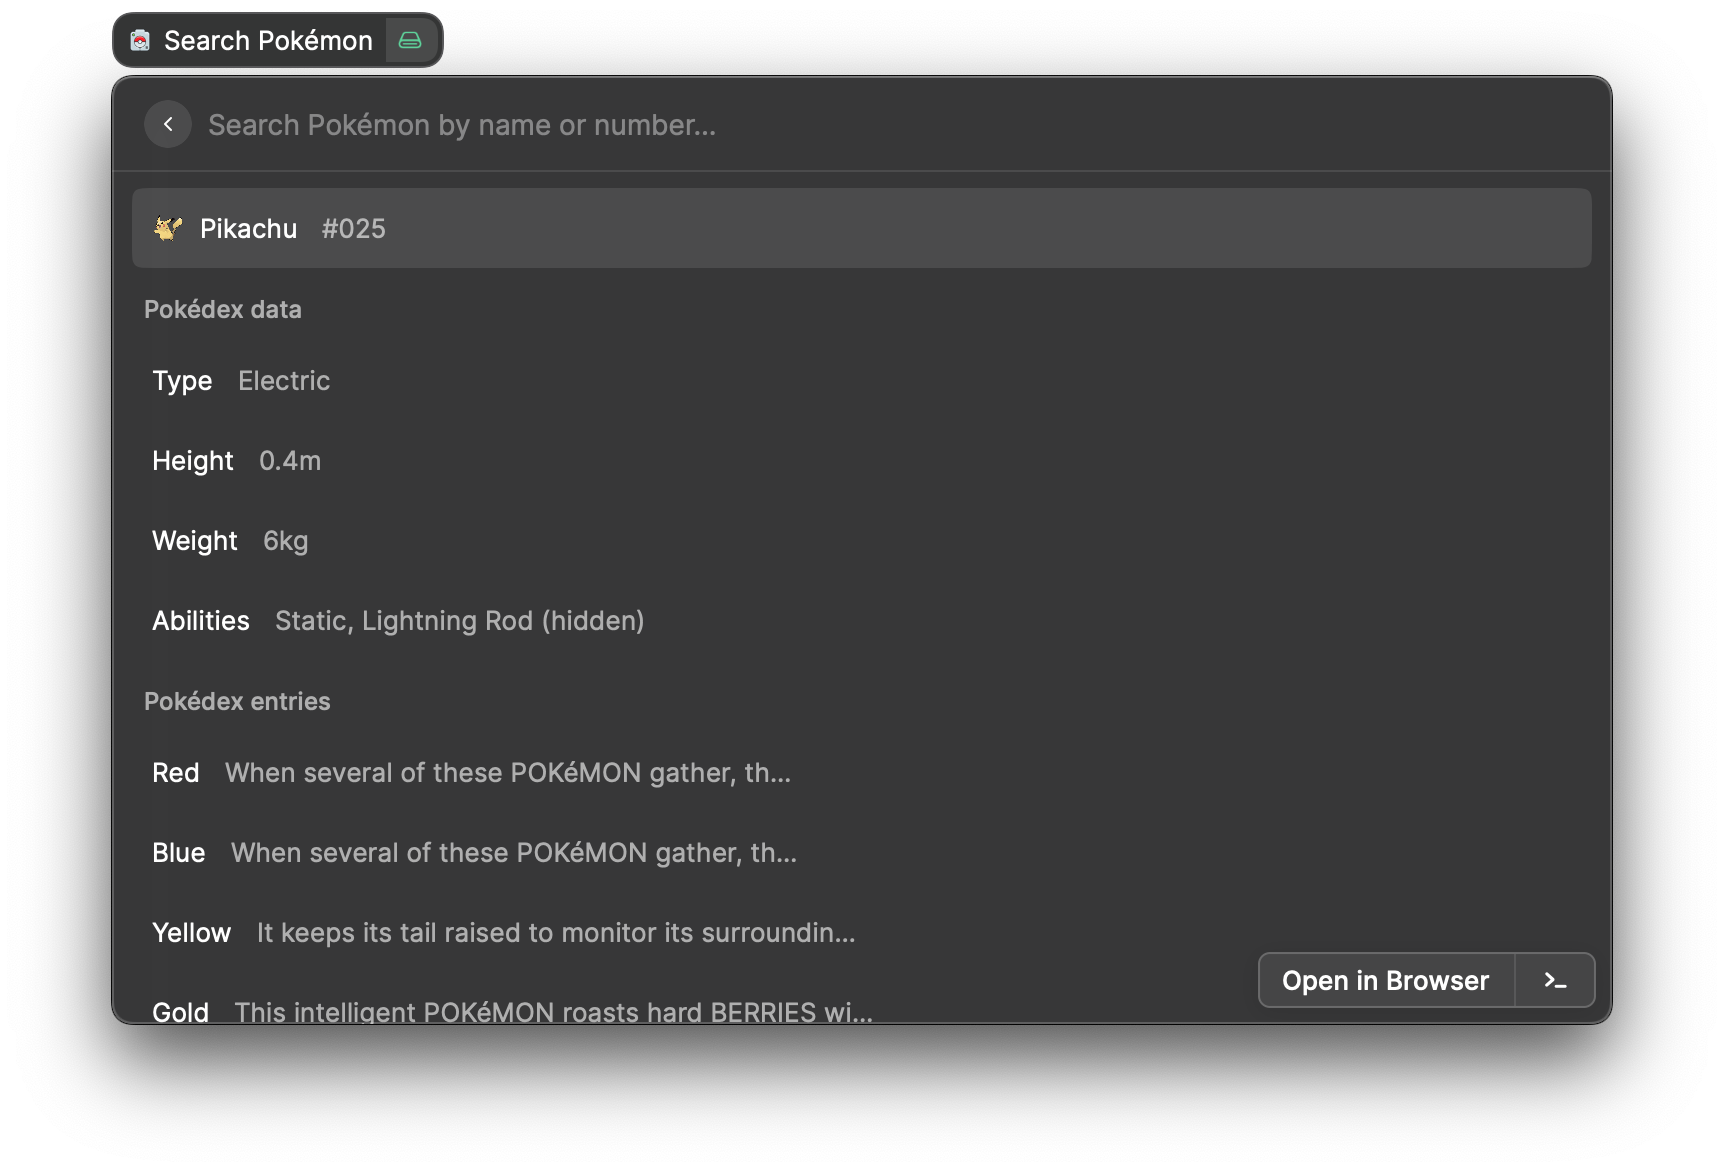 Search Pokémon
Search Pokémon by name or number...
Pikachu #025
Pokédex data
Type Electric
Height 0.4m
Weight 6kg
Abilities Static, Lightning Rod (hidden)
Pokédex entries
Red When several of these POKéMON gather, th...
Blue When several of these POKéMON gather, th...
Yellow It keeps its tail raised to monitor its surroundin...
Gold This intelligent POKéMON roasts hard BERRIES wi...
Open in Browser